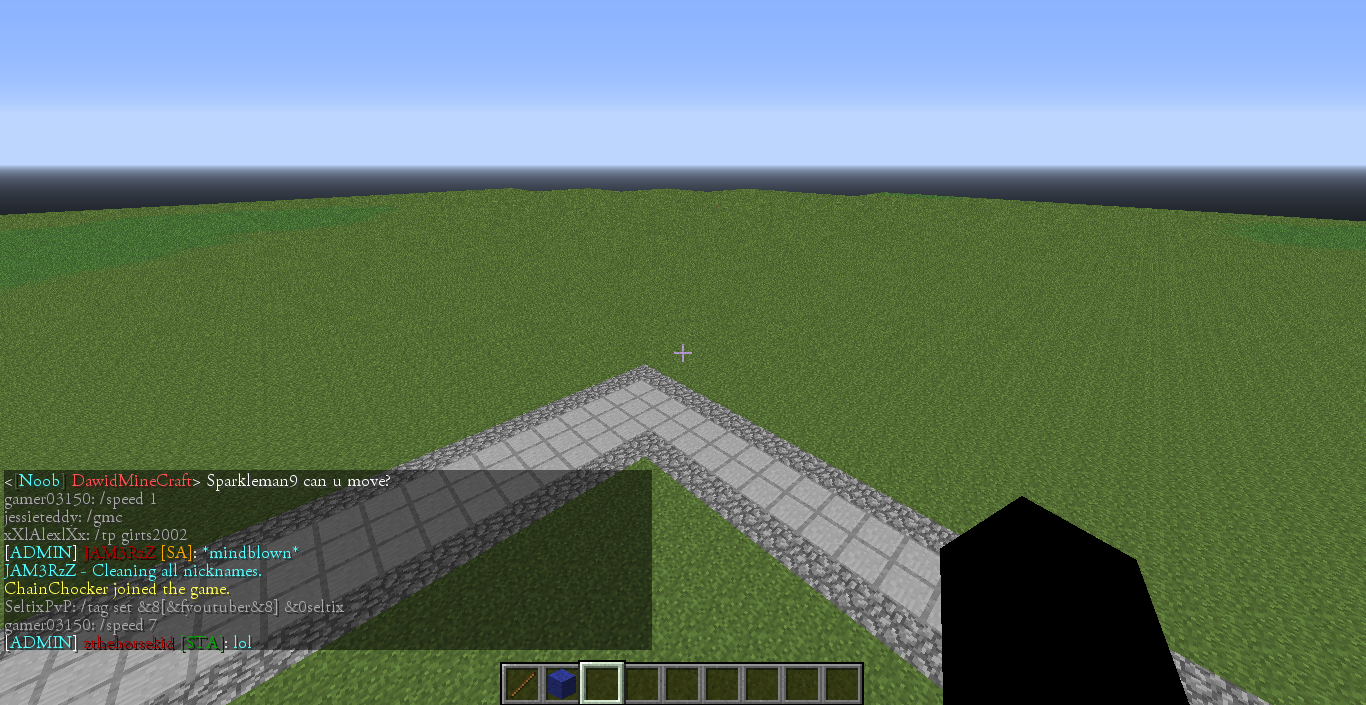 <[Noob] DawidMineCraft> Sparkleman9 can u move?
gamer03150: /speed 1
jessieteddy: /gmc
xXlAlexlXx: /tp girts2002
[ADMIN] JAM3RzZ [SA]: *mindblown*
JAM3RzZ - Cleaning all nicknames.
ChainChocker joined the game.
SeltixPvP: /tag set &8[&fyoutuber&8] &0seltix
gamer03150: /speed 7
[ADMIN] zthehorsekid [STA]: lol